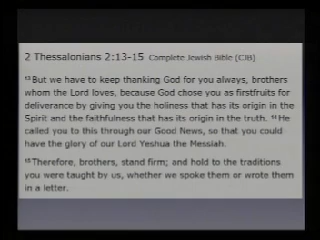 2 Thessalonians 2:13-15 Complete Jewish Bible (CJB)
13 But we have to keep thanking God for you always, brothers
whom the Lord loves, because God chose you as firstfruits for
deliverance by giving you the holiness that has its origin in the
Spirit and the faithfulness that has its origin in the truth. 14 He
called you to this through our Good News, so that you could
have the glory of our Lord Yeshua the Messiah.
15 Therefore, brothers, stand firm; and hold to the traditions
you were taught by us, whether we spoke them or wrote them
in a letter.